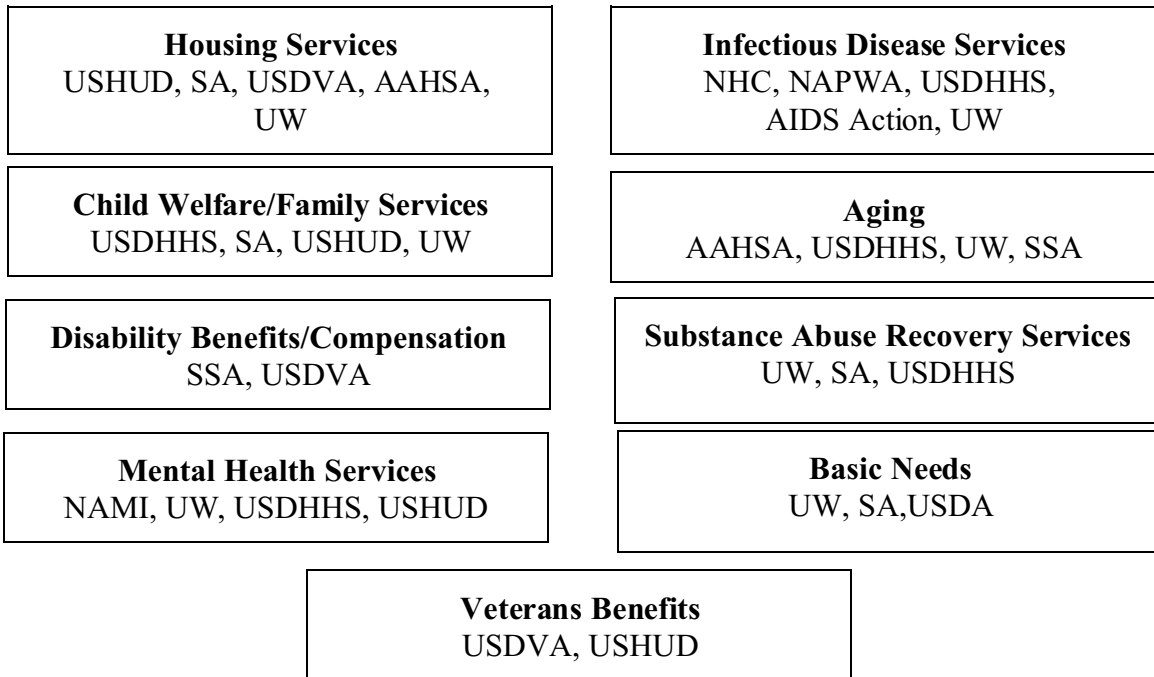 Housing Services
USHUD, SA, USDVA, AAHSA,
UW
Infectious Disease Services
NHC, NAPWA, USDHHS,
AIDS Action, UW
Child Welfare/Family Services
USDHHS, SA, USHUD, UW
Aging
AAHSA, USDHHS, UW, SSA
Disability Benefits/Compensation
SSA, USDVA
Substance Abuse Recovery Services
UW, SA, USDHHS
Mental Health Services
NAMI, UW, USDHHS, USHUD
Basic Needs
UW, SA,USDA
Veterans Benefits
USDVA, USHUD